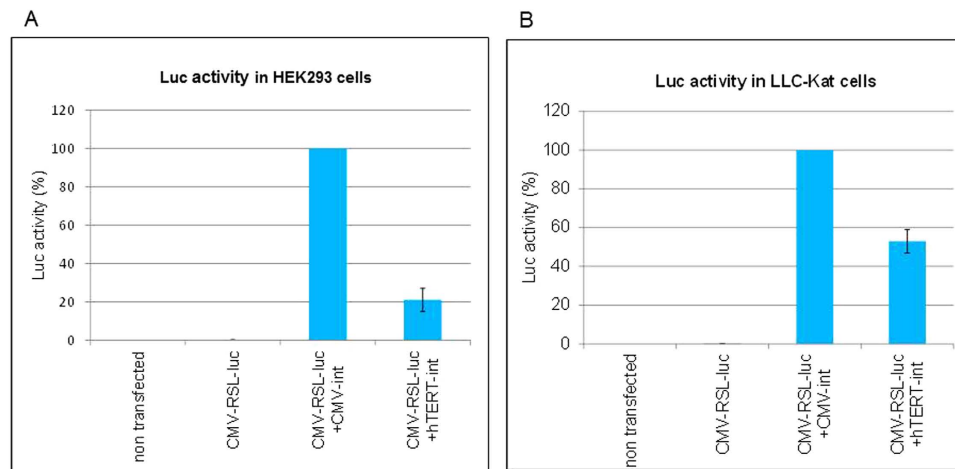 A
Luc activity in HEK293 cells
Luc activity (%)
120
100
80
60
40
20
0
non transfected
CMV-RSL-luc
CMV-RSL-luc
+CMV-int
CMV-RSL-luc
+hTERT-int
B
Luc activity in LLC-Kat cells
Luc activity (%)
120
100
80
60
40
20
0
non transfected
CMV-RSL-luc
CMV-RSL-luc
+CMV-int
CMV-RSL-luc
+hTERT-int